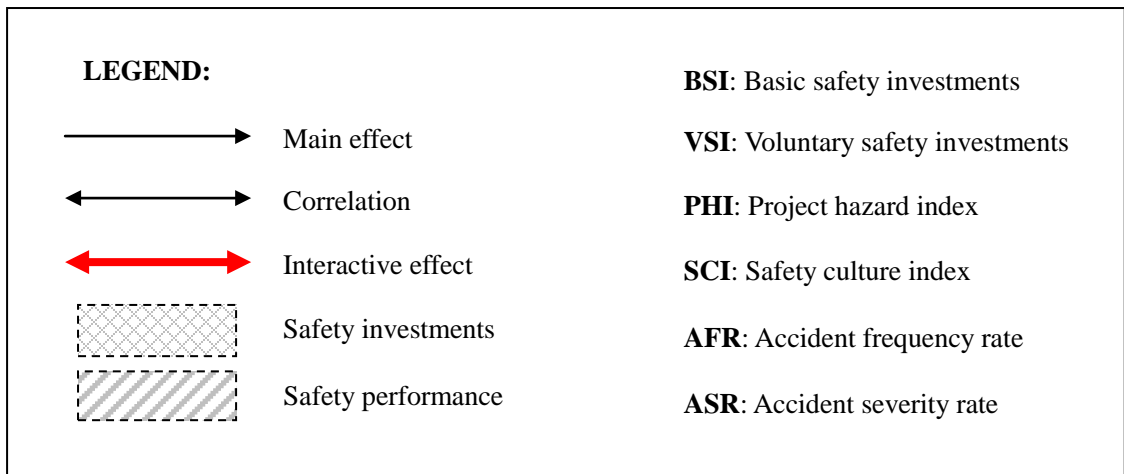 LEGEND:
Main effect
Correlation
Interactive effect
Safety investments
Safety performance
BSI: Basic safety investments
VSI: Voluntary safety investments
PHI: Project hazard index
SCI: Safety culture index
AFR: Accident frequency rate
ASR: Accident severity rate